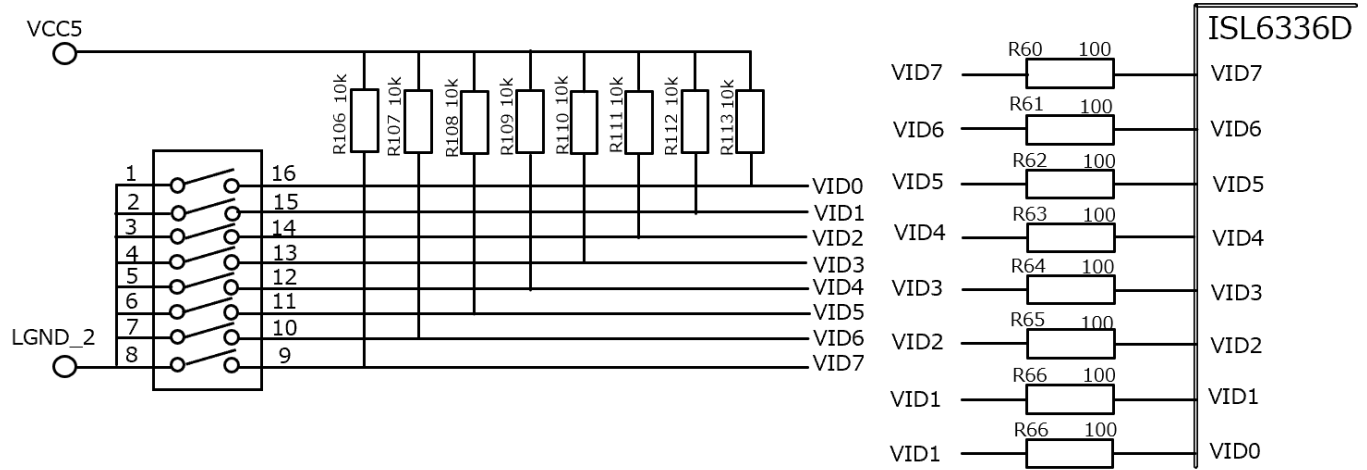 VCC5
R106 10k
R107 10k
R108 10k
R109 10k
R110 10k
R111 10k
R112 10k
R113 10k
1 16 VID0
2 15 VID1
3 14 VID2
4 13 VID3
5 12 VID4
6 11 VID5
7 10 VID6
LGND_2 8 9 VID7
ISL6336D
VID7 R60 100 VID7
VID6 R61 100 VID6
VID5 R62 100 VID5
VID4 R63 100 VID4
VID3 R64 100 VID3
VID2 R65 100 VID2
VID1 R66 100 VID1
VID1 R66 100 VID0